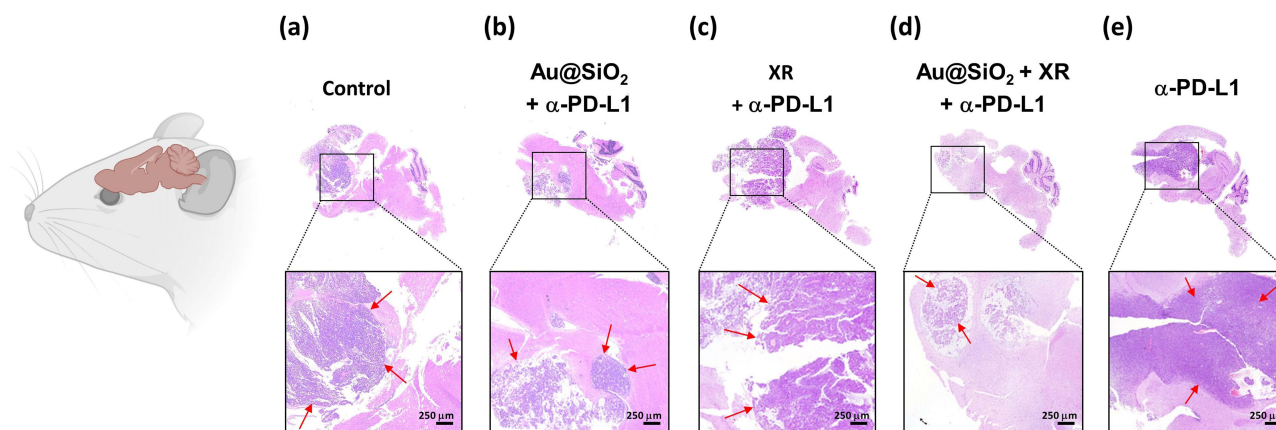 (a)
Control
(b)
Au@SiO₂
+ α-PD-L1
(c)
XR
+ α-PD-L1
(d)
Au@SiO₂ + XR
+ α-PD-L1
(e)
α-PD-L1
250 µm
250 µm
250 µm
250 µm
250 µm